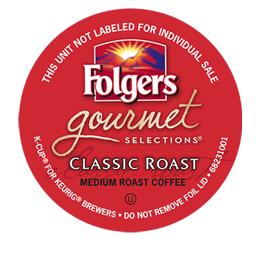 THIS UNIT NOT LABELED FOR INDIVIDUAL SALE
Folgers
gourmet
SELECTIONS®
CLASSIC ROAST
MEDIUM ROAST COFFEE
U
K-CUP® FOR KEURIG® BREWERS • DO NOT REMOVE FOIL LID • 68231001